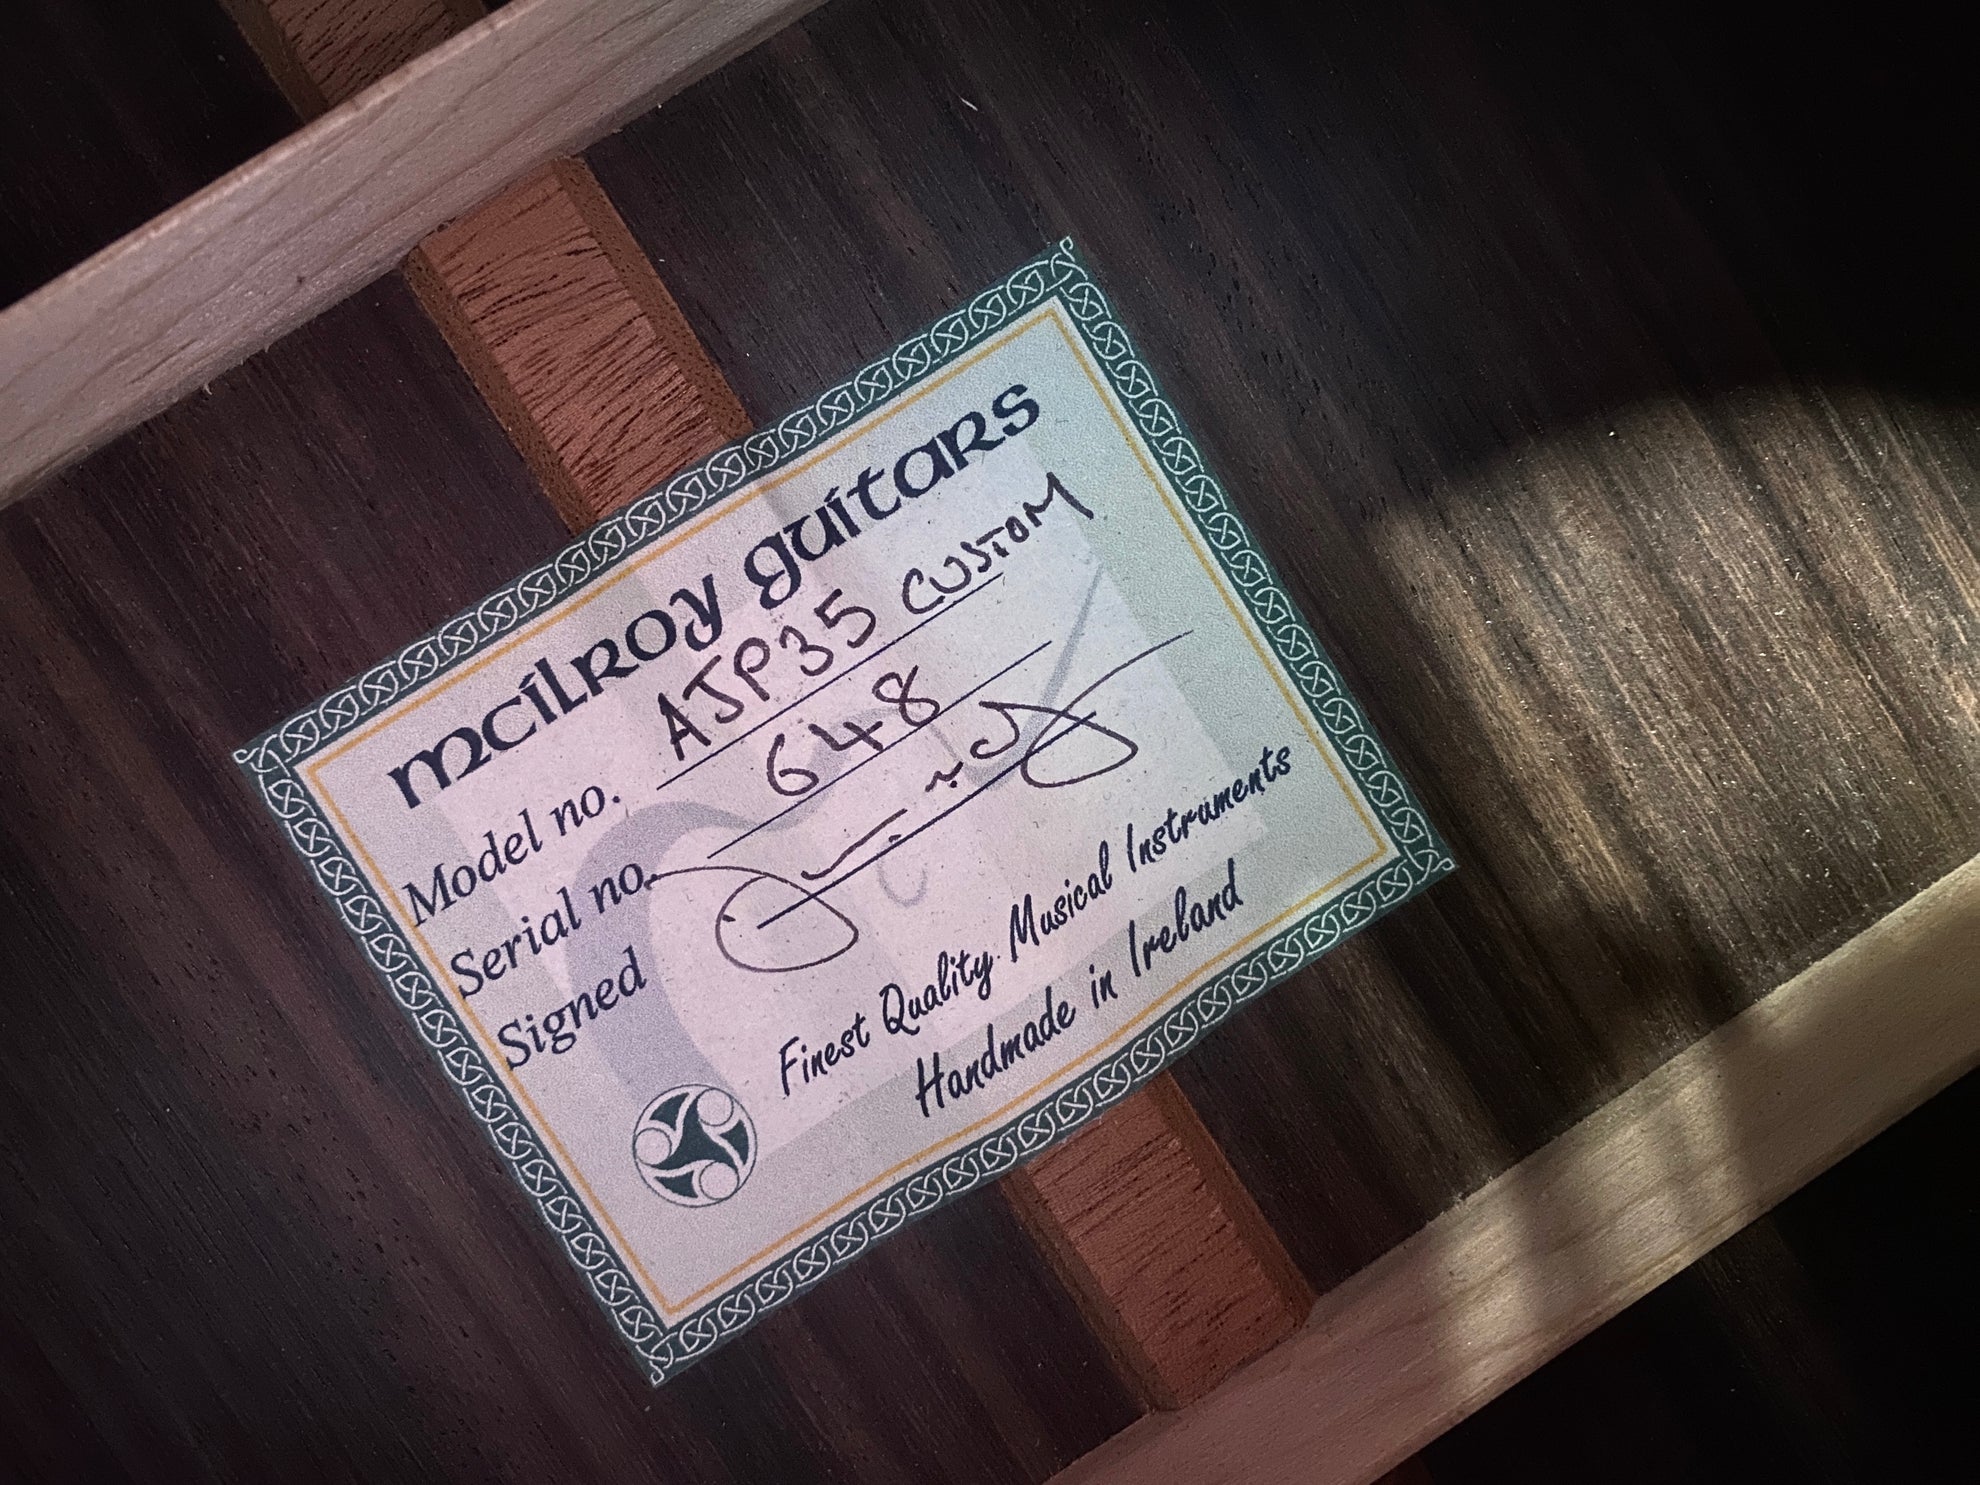 mcilroy guitars
Model no. AJP35 CUSTOM
Serial no. 648
Signed
Finest Quality Musical Instruments
Handmade in Ireland